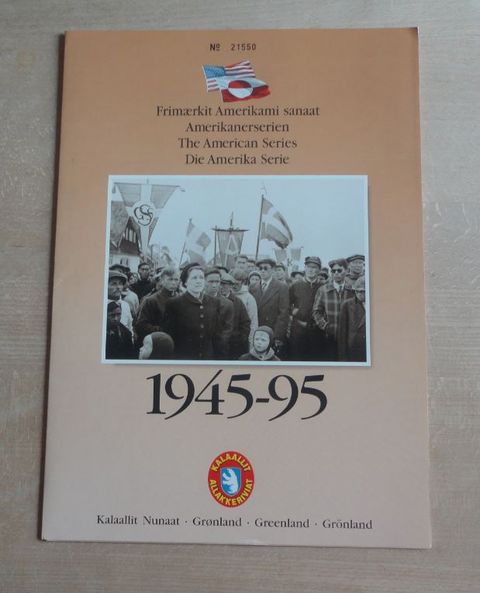 Nº 21550
Frimærkit Amerikami sanaat
Amerikanerserien
The American Series
Die Amerika Serie
1945-95
KALAALLIT
ALLAKKERIVIAT
Kalaallit Nunaat · Grønland · Greenland · Grönland